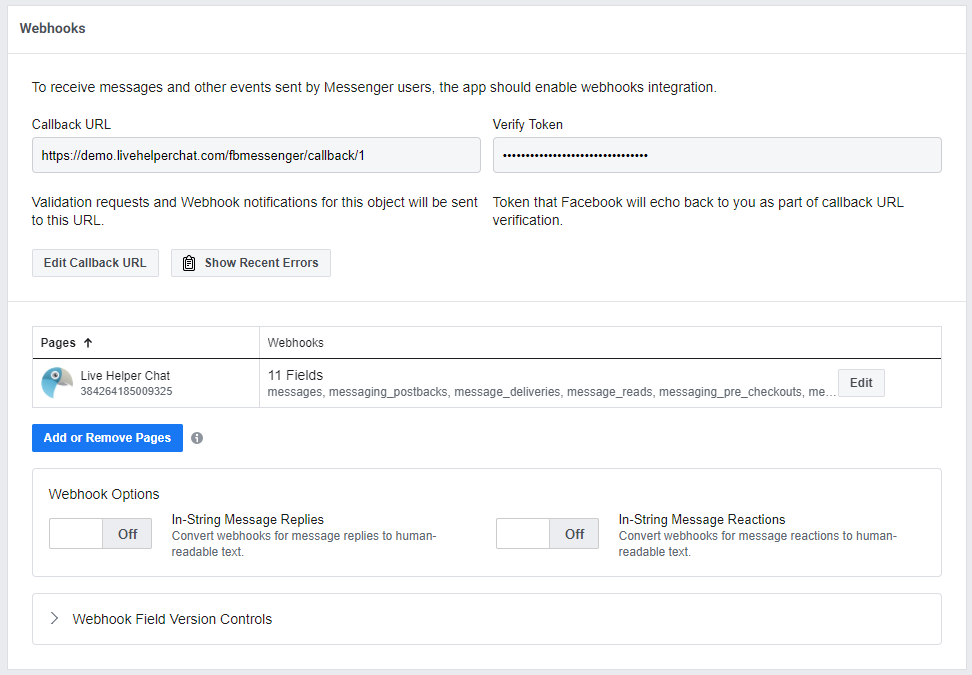 Webhooks
To receive messages and other events sent by Messenger users, the app should enable webhooks integration.
Callback URL
Verify Token
https://demo.livehelperchat.com/fbmessenger/callback/1
••••••••••••••••••••••••••••••••
Validation requests and Webhook notifications for this object will be sent
to this URL.
Token that Facebook will echo back to you as part of callback URL
verification.
Edit Callback URL
Show Recent Errors
Pages ↑
Webhooks
Live Helper Chat
384264185009325
11 Fields
messages, messaging_postbacks, message_deliveries, message_reads, messaging_pre_checkouts, me...
Edit
Add or Remove Pages
Webhook Options
Off
In-String Message Replies
Convert webhooks for message replies to human-
readable text.
Off
In-String Message Reactions
Convert webhooks for message reactions to human-
readable text.
Webhook Field Version Controls